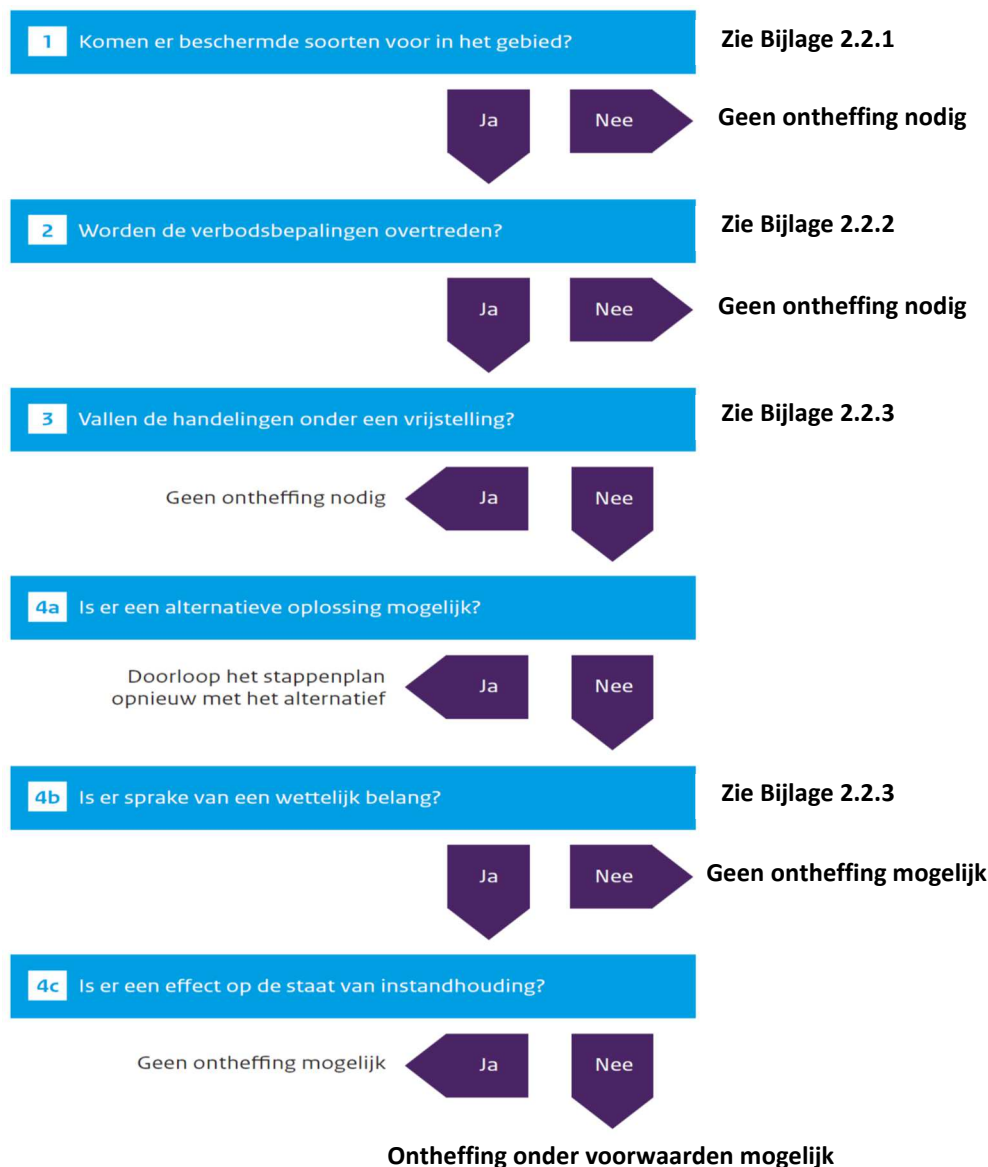 1 Komen er beschermde soorten voor in het gebied? Zie Bijlage 2.2.1
Ja Nee Geen ontheffing nodig
2 Worden de verbodsbepalingen overtreden? Zie Bijlage 2.2.2
Ja Nee Geen ontheffing nodig
3 Vallen de handelingen onder een vrijstelling? Zie Bijlage 2.2.3
Geen ontheffing nodig Ja Nee
4a Is er een alternatieve oplossing mogelijk?
Doorloop het stappenplan
opnieuw met het alternatief Ja Nee
4b Is er sprake van een wettelijk belang? Zie Bijlage 2.2.3
Ja Nee Geen ontheffing mogelijk
4c Is er een effect op de staat van instandhouding?
Geen ontheffing mogelijk Ja Nee
Ontheffing onder voorwaarden mogelijk